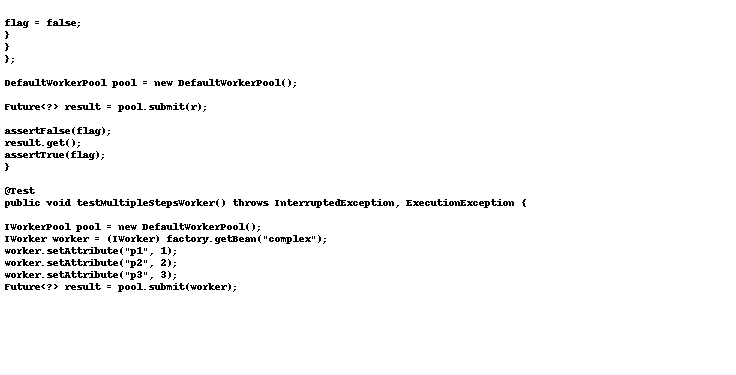 flag = false;
}
}
};
DefaultWorkerPool pool = new DefaultWorkerPool();
Future<?> result = pool.submit(r);
assertFalse(flag);
result.get();
assertTrue(flag);
}
@Test
public void testMultipleStepsWorker() throws InterruptedException, ExecutionException {
IWorkerPool pool = new DefaultWorkerPool();
IWorker worker = (IWorker) factory.getBean("complex");
worker.setAttribute("p1", 1);
worker.setAttribute("p2", 2);
worker.setAttribute("p3", 3);
Future<?> result = pool.submit(worker);